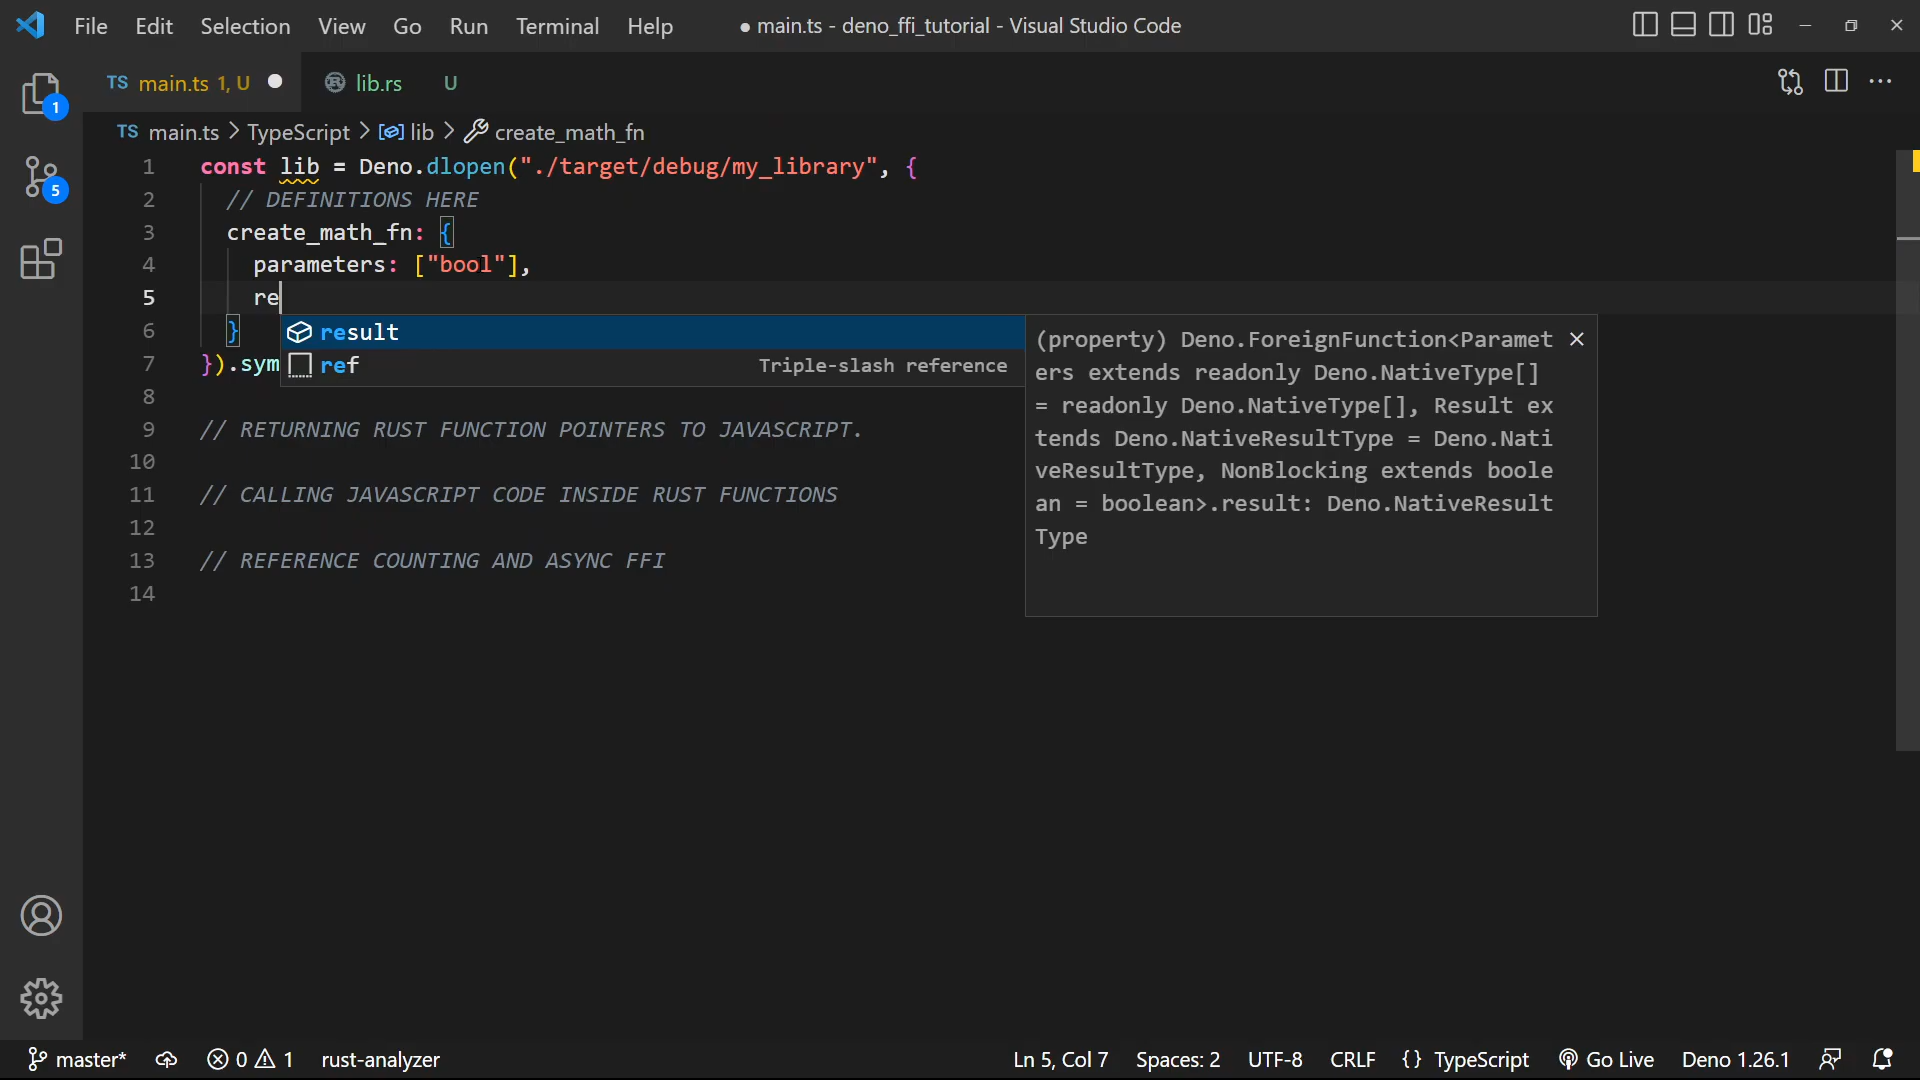 File Edit Selection View Go Run Terminal Help ● main.ts - deno_ffi_tutorial - Visual Studio Code
TS main.ts 1, U lib.rs U
1
5
TS main.ts > TypeScript > lib > create_math_fn
1 const lib = Deno.dlopen("./target/debug/my_library", {
2 // DEFINITIONS HERE
3 create_math_fn: {
4 parameters: ["bool"],
5 re
6 }
7 }).sym
8
9 // RETURNING RUST FUNCTION POINTERS TO JAVASCRIPT.
10
11 // CALLING JAVASCRIPT CODE INSIDE RUST FUNCTIONS
12
13 // REFERENCE COUNTING AND ASYNC FFI
14
result
ref Triple-slash reference
(property) Deno.ForeignFunction<Paramet
ers extends readonly Deno.NativeType[]
= readonly Deno.NativeType[], Result ex
tends Deno.NativeResultType = Deno.Nati
veResultType, NonBlocking extends boole
an = boolean>.result: Deno.NativeResult
Type
master* 0 1 rust-analyzer Ln 5, Col 7 Spaces: 2 UTF-8 CRLF {} TypeScript Go Live Deno 1.26.1